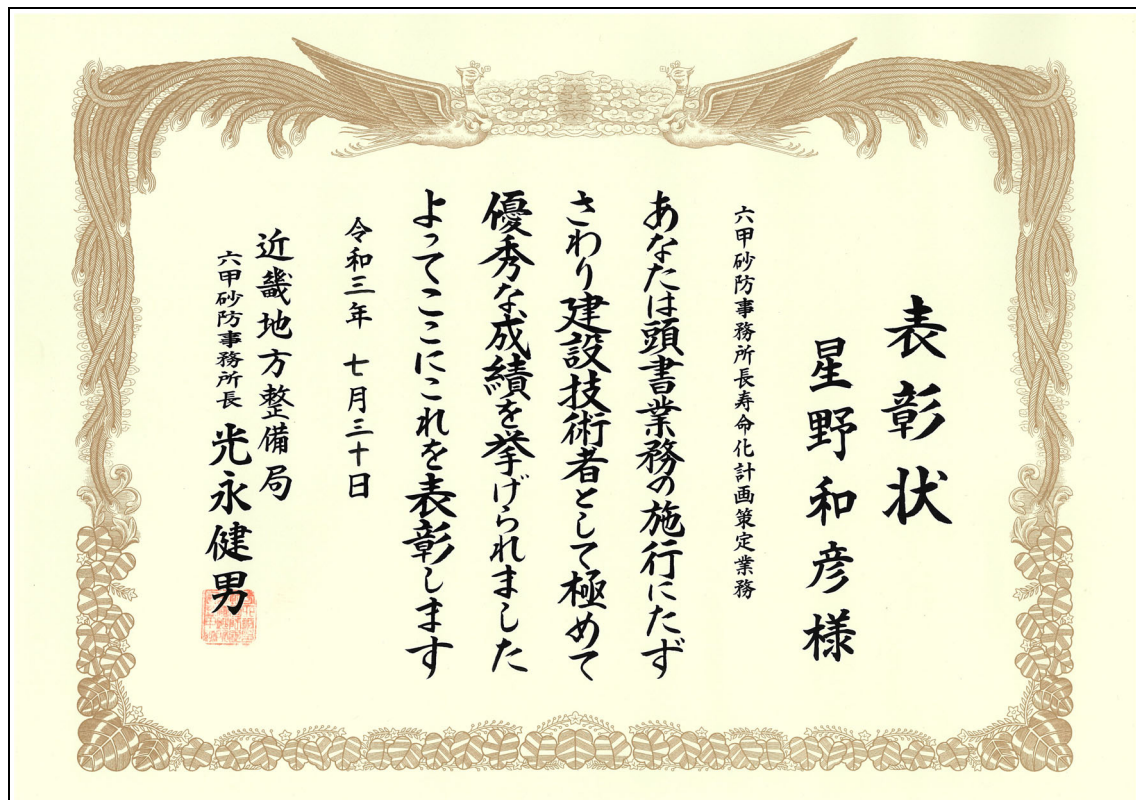 表彰状
星野和彦様
六甲砂防事務所長寿命化計画策定業務
あなたは頭書業務の施行にたず
さわり建設技術者として極めて
優秀な成績を挙げられました
よってここにこれを表彰します
令和三年 七月三十日
近畿地方整備局
六甲砂防事務所長 光永健男